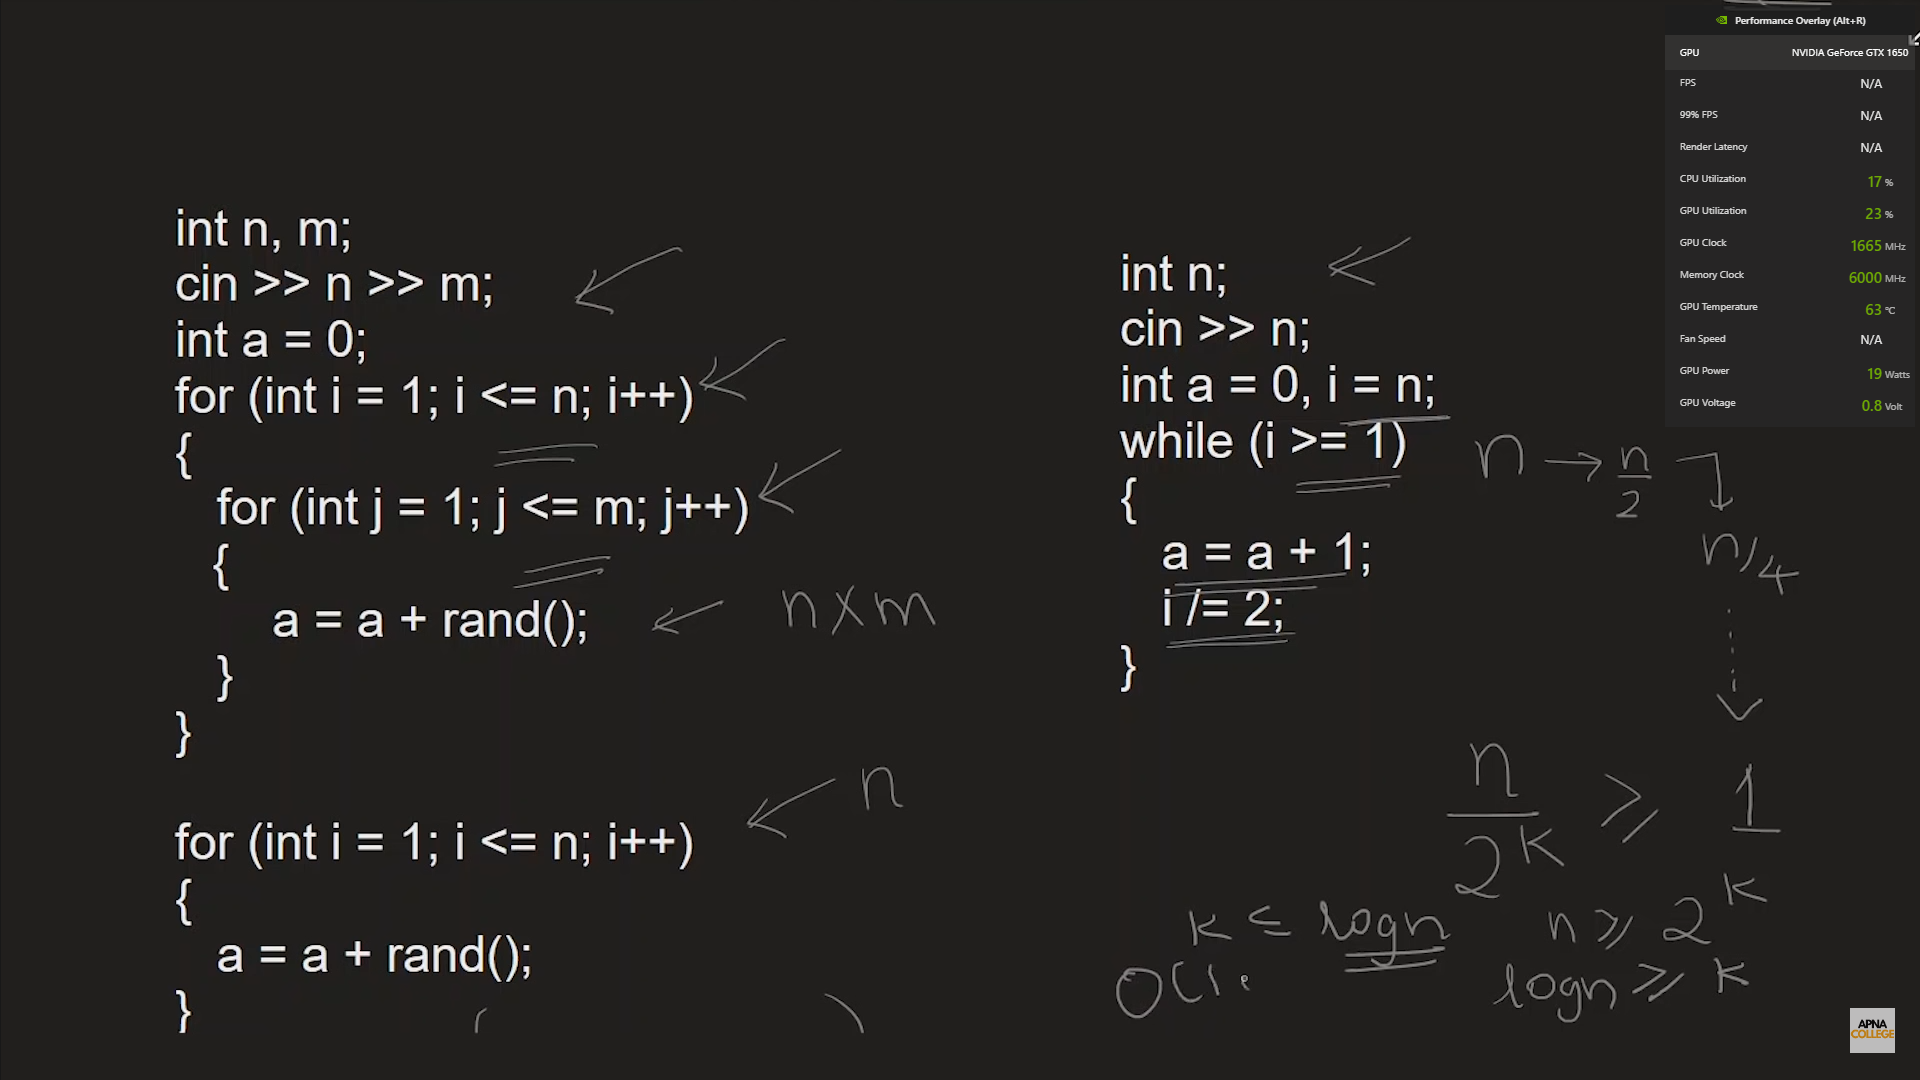 int n, m;
cin >> n >> m;
int a = 0;
for (int i = 1; i <= n; i++)
{
for (int j = 1; j <= m; j++)
{
a = a + rand();
n×m
}
}
n
for (int i = 1; i <= n; i++)
{
a = a + rand();
}
int n;
cin >> n;
int a = 0, i = n;
while (i >= 1)
{
a = a + 1;
i /= 2;
}
n → n/2
n/4
n/2^k ≥ 1
n ≥ 2^k
logn ≥ k
k ≤ logn
O(
Performance Overlay (Alt+R)
GPU NVIDIA GeForce GTX 1650
FPS N/A
99% FPS N/A
Render Latency N/A
CPU Utilization 17 %
GPU Utilization 23 %
GPU Clock 1665 MHz
Memory Clock 6000 MHz
GPU Temperature 63 °C
Fan Speed N/A
GPU Power 19 Watts
GPU Voltage 0.8 Volt
APNA
COLLEGE